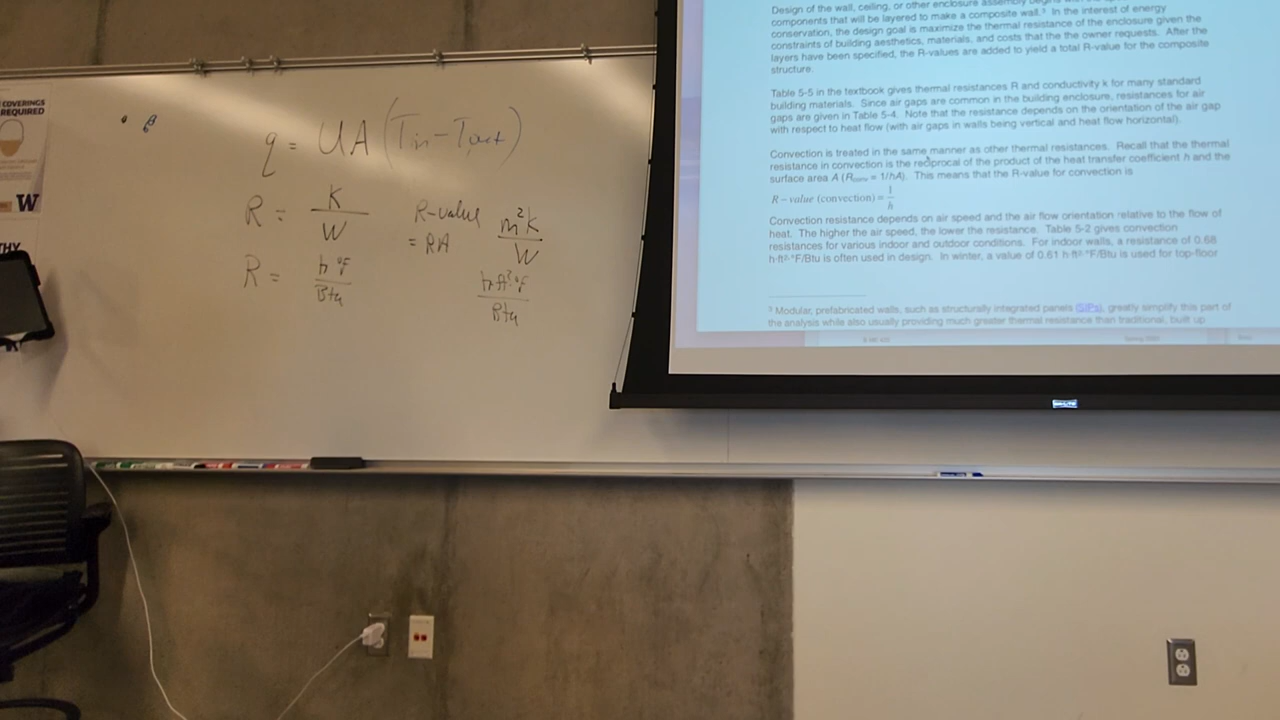 COVERINGS
REQUIRED
W
THY
q = UA (Tin - Tout)
R = K / W
R-value = RA
m²K / W
R = h °F / Btu
hr ft² °F / Btu
Design of the wall, ceiling, or other enclosure assembly begins
components that will be layered to make a composite wall.³ In the interest of energy
conservation, the design goal is maximize the thermal resistance of the enclosure given the
constraints of building aesthetics, materials, and costs that the the owner requests. After the
layers have been specified, the R-values are added to yield a total R-value for the composite
structure.
Table 5-5 in the textbook gives thermal resistances R and conductivity k for many standard
building materials. Since air gaps are common in the building enclosure, resistances for air
gaps are given in Table 5-4. Note that the resistance depends on the orientation of the air gap
with respect to heat flow (with air gaps in walls being vertical and heat flow horizontal).
Convection is treated in the same manner as other thermal resistances. Recall that the thermal
resistance in convection is the reciprocal of the product of the heat transfer coefficient h and the
surface area A (Rconv = 1/hA). This means that the R-value for convection is
R – value (convection) = 1 / h
Convection resistance depends on air speed and the air flow orientation relative to the flow of
heat. The higher the air speed, the lower the resistance. Table 5-2 gives convection
resistances for various indoor and outdoor conditions. For indoor walls, a resistance of 0.68
h·ft²·°F/Btu is often used in design. In winter, a value of 0.61 h·ft²·°F/Btu is used for top-floor
³ Modular, prefabricated walls, such as structurally integrated panels (SIPs), greatly simplify this part of
the analysis while also usually providing much greater thermal resistance than traditional, built up